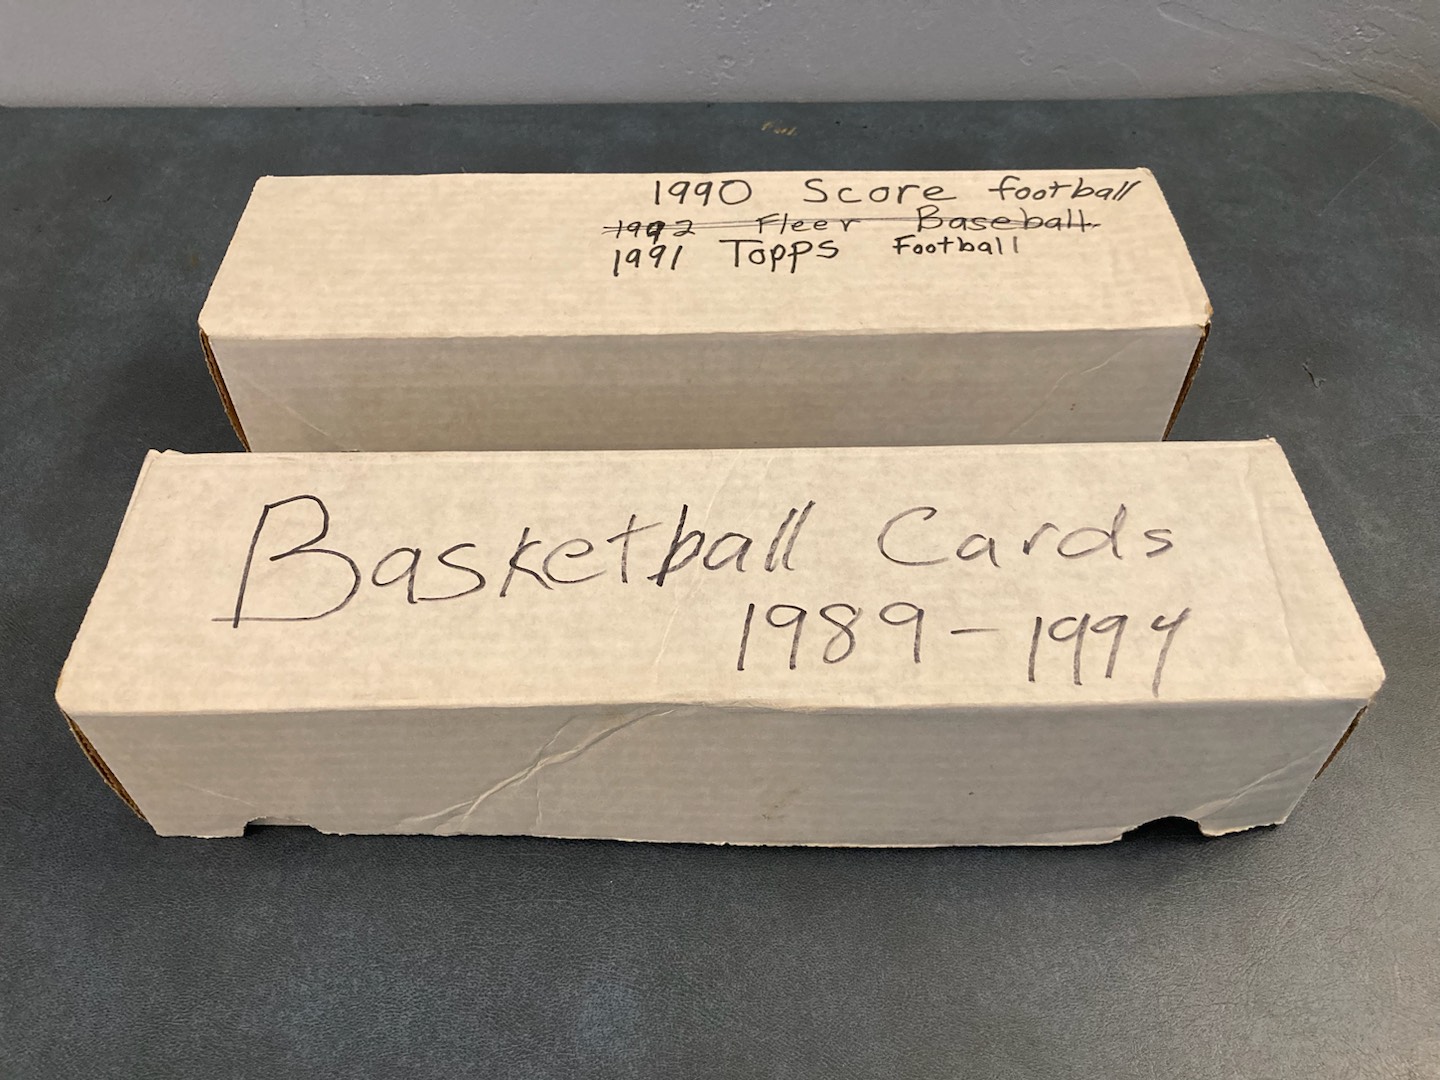 1990 Score football
1992 Fleer Baseball
1991 Topps Football
Basketball Cards
1989-1994